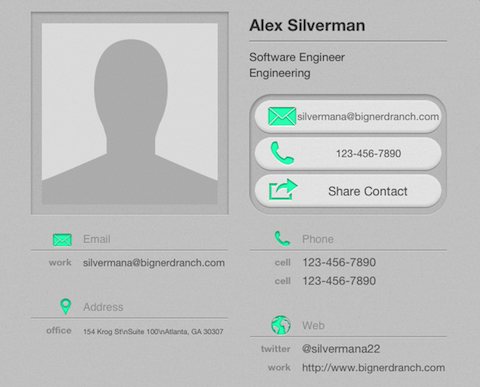 Alex Silverman
Software Engineer
Engineering
silvermana@bignerdranch.com
123-456-7890
Share Contact
Email
work silvermana@bignerdranch.com
Address
office 154 Krog St\nSuite 100\nAtlanta, GA 30307
Phone
cell 123-456-7890
cell 123-456-7890
Web
twitter @silvermana22
work http://www.bignerdranch.com